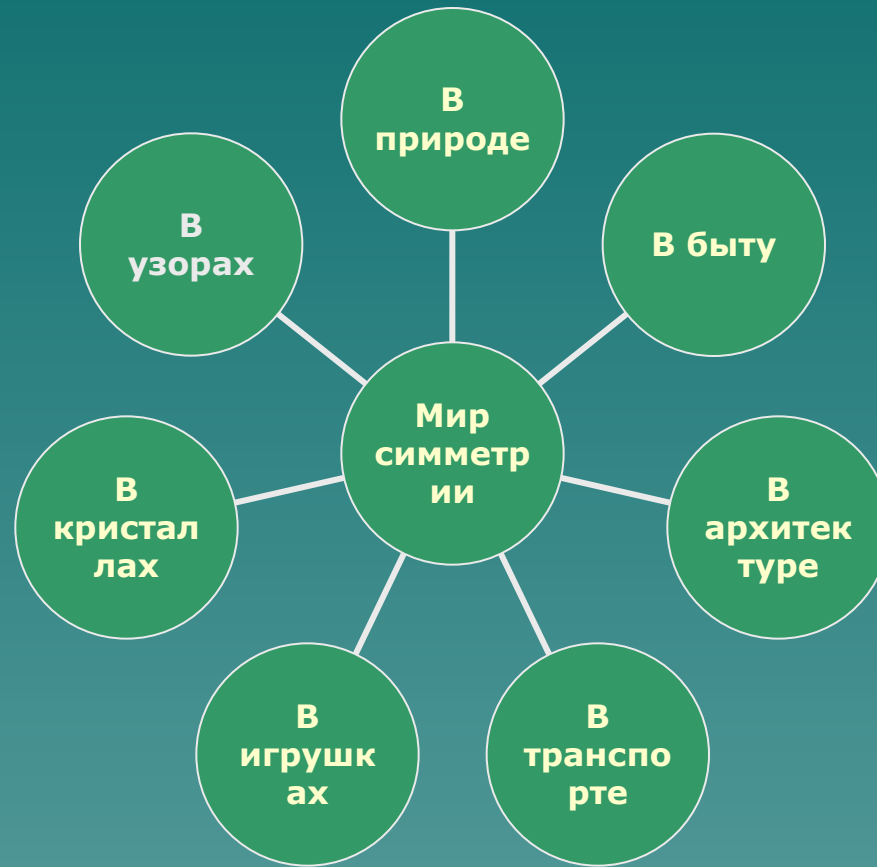 В
природе
В
узорах
В быту
Мир
симметр
ии
В
кристал
лах
В
архитек
туре
В
игрушк
ах
В
транспо
рте